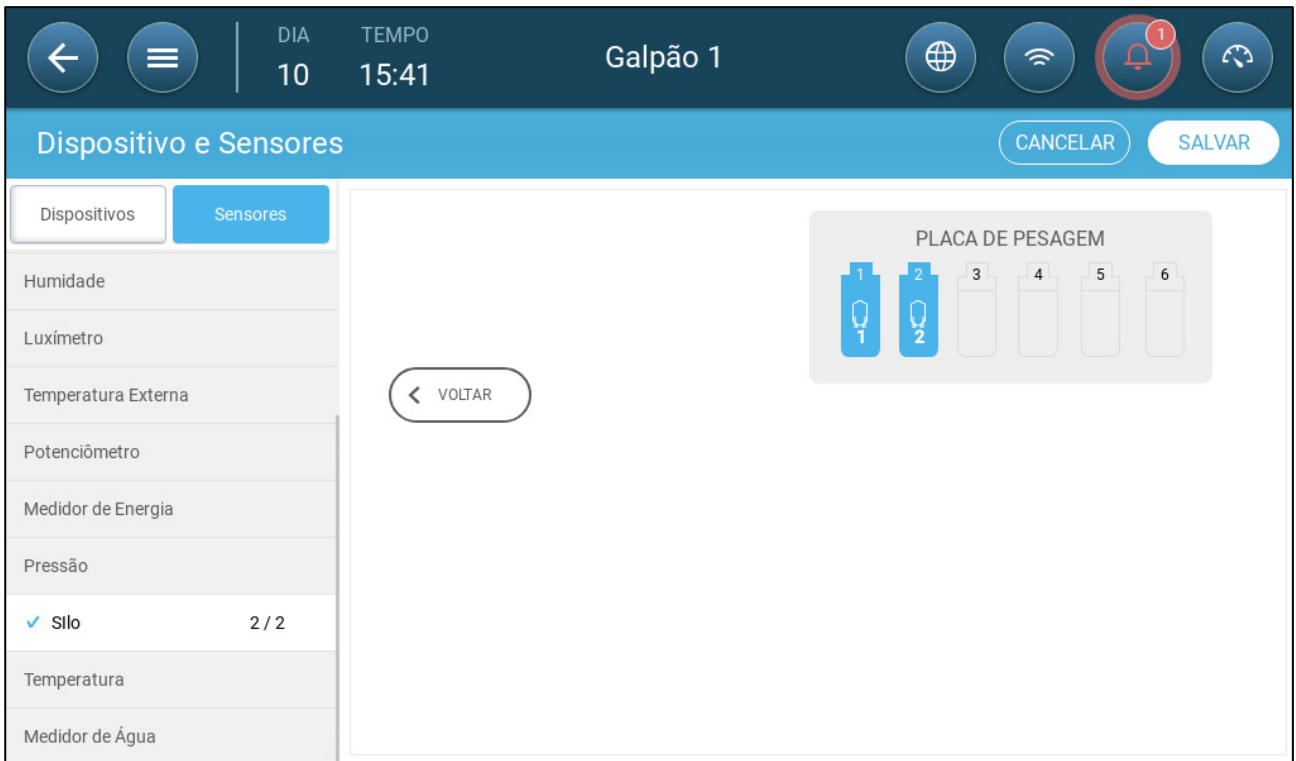 DIA
10
TEMPO
15:41
Galpão 1
1
Dispositivo e Sensores
CANCELAR
SALVAR
Dispositivos
Sensores
Humidade
Luxímetro
Temperatura Externa
Potenciômetro
Medidor de Energia
Pressão
SIlo 2 / 2
Temperatura
Medidor de Água
VOLTAR
PLACA DE PESAGEM
1 2 3 4 5 6
1 2